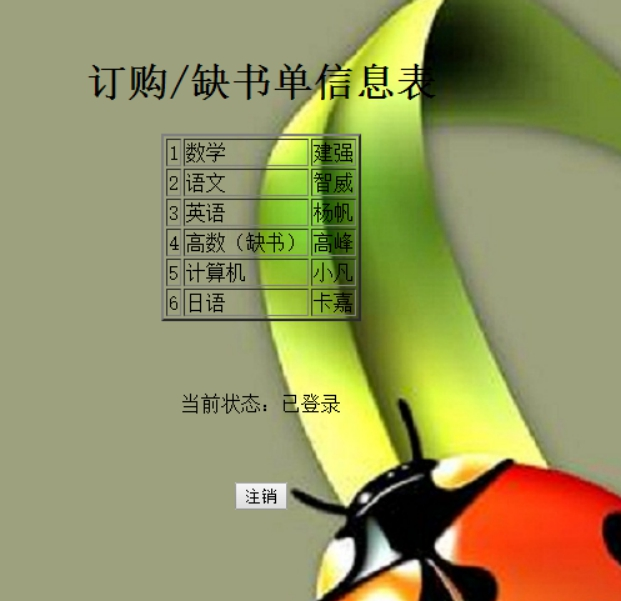 订购/缺书单信息表
1 数学 建强
2 语文 智威
3 英语 杨帆
4 高数（缺书） 高峰
5 计算机 小凡
6 日语 卡嘉
当前状态：已登录
注销